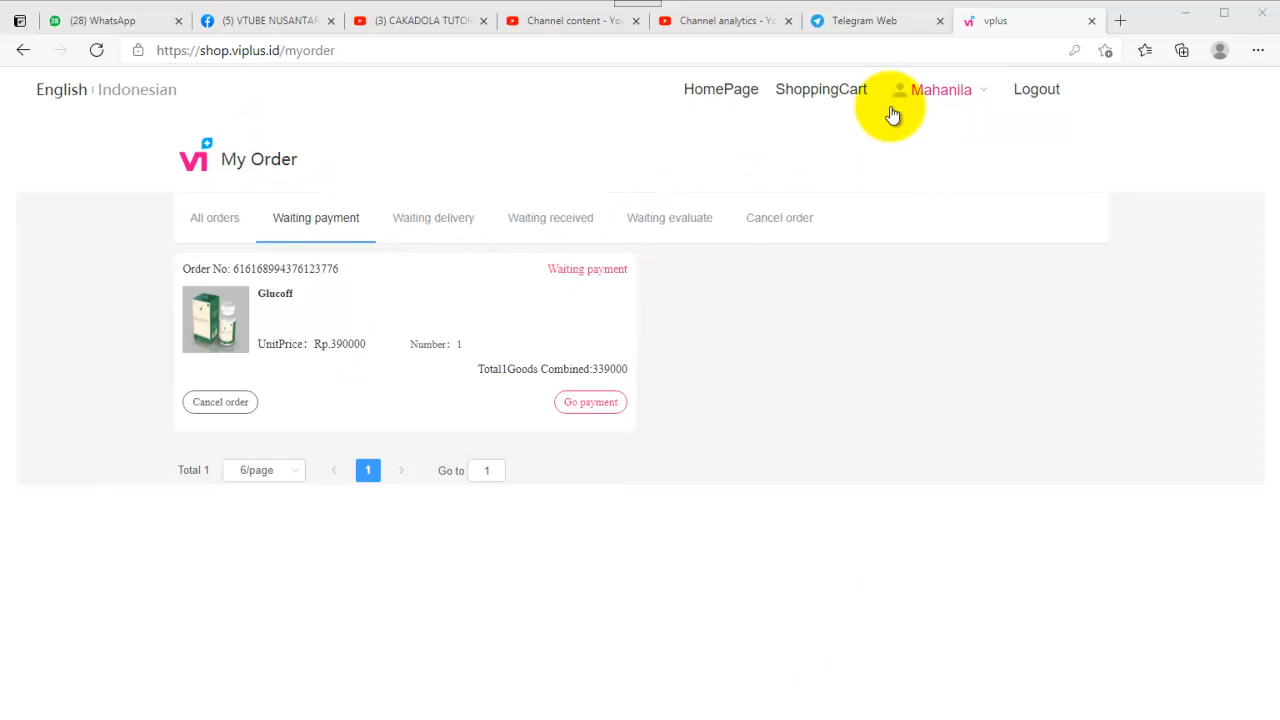 (28) WhatsApp
(5) VTUBE NUSANTAR
(3) CAKADOLA TUTOR
Channel content - You
Channel analytics - Yo
Telegram Web
vplus
https://shop.viplus.id/myorder
English Indonesian
HomePage ShoppingCart Mahanila Logout
VI My Order
All orders Waiting payment Waiting delivery Waiting received Waiting evaluate Cancel order
Order No: 616168994376123776 Waiting payment
Glucoff
UnitPrice: Rp.390000 Number: 1
Total1Goods Combined:339000
Cancel order Go payment
Total 1 6/page 1 Go to 1